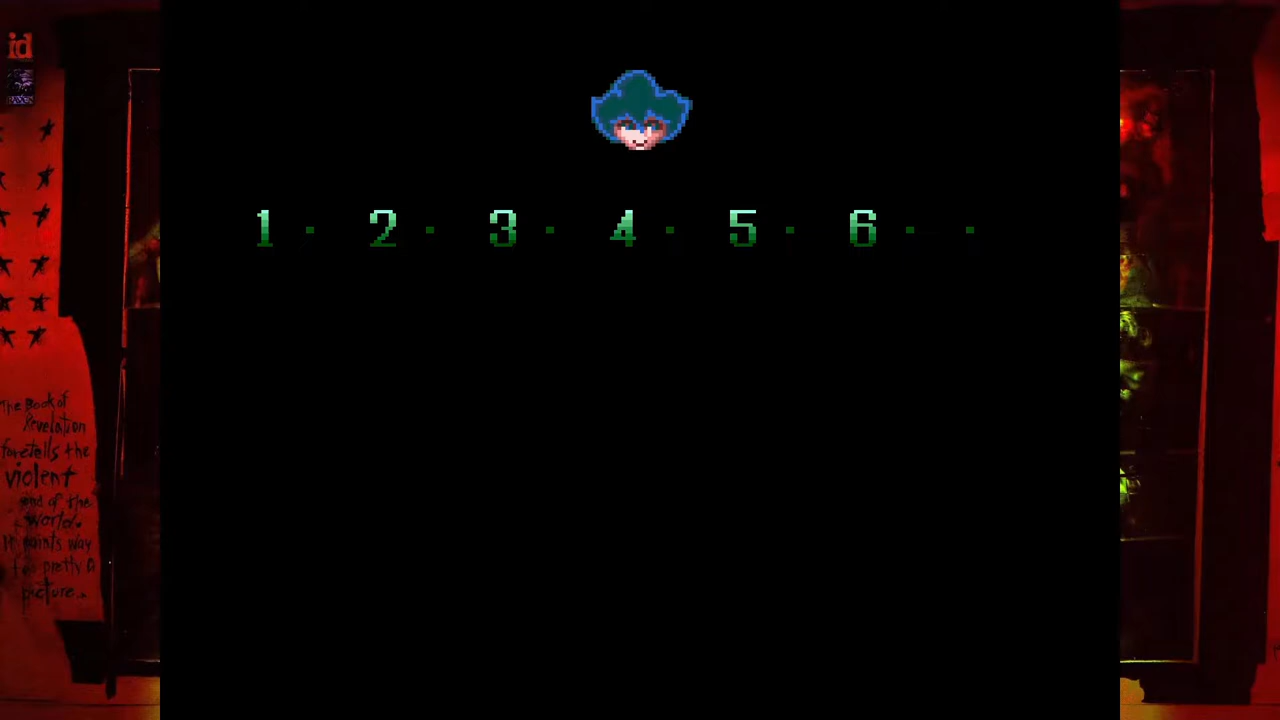 id
1 · 2 · 3 · 4 · 5 · 6 · ·
The Book of
Revelation
foretells the
violent
end of the
world.
It paints way
pretty a
picture..